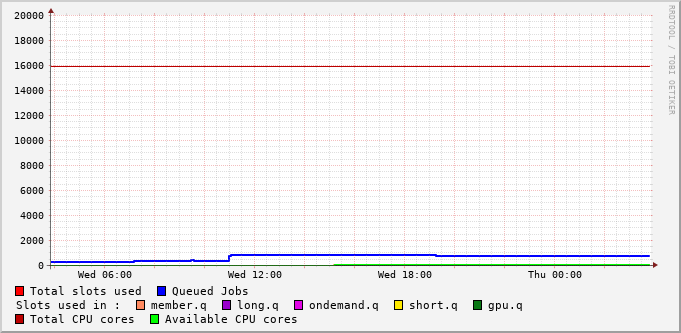 20000
18000
16000
14000
12000
10000
8000
6000
4000
2000
0
Wed 06:00 Wed 12:00 Wed 18:00 Thu 00:00
RRDTOOL / TOBI OETIKER
Total slots used Queued Jobs
Slots used in : member.q long.q ondemand.q short.q gpu.q
Total CPU cores Available CPU cores